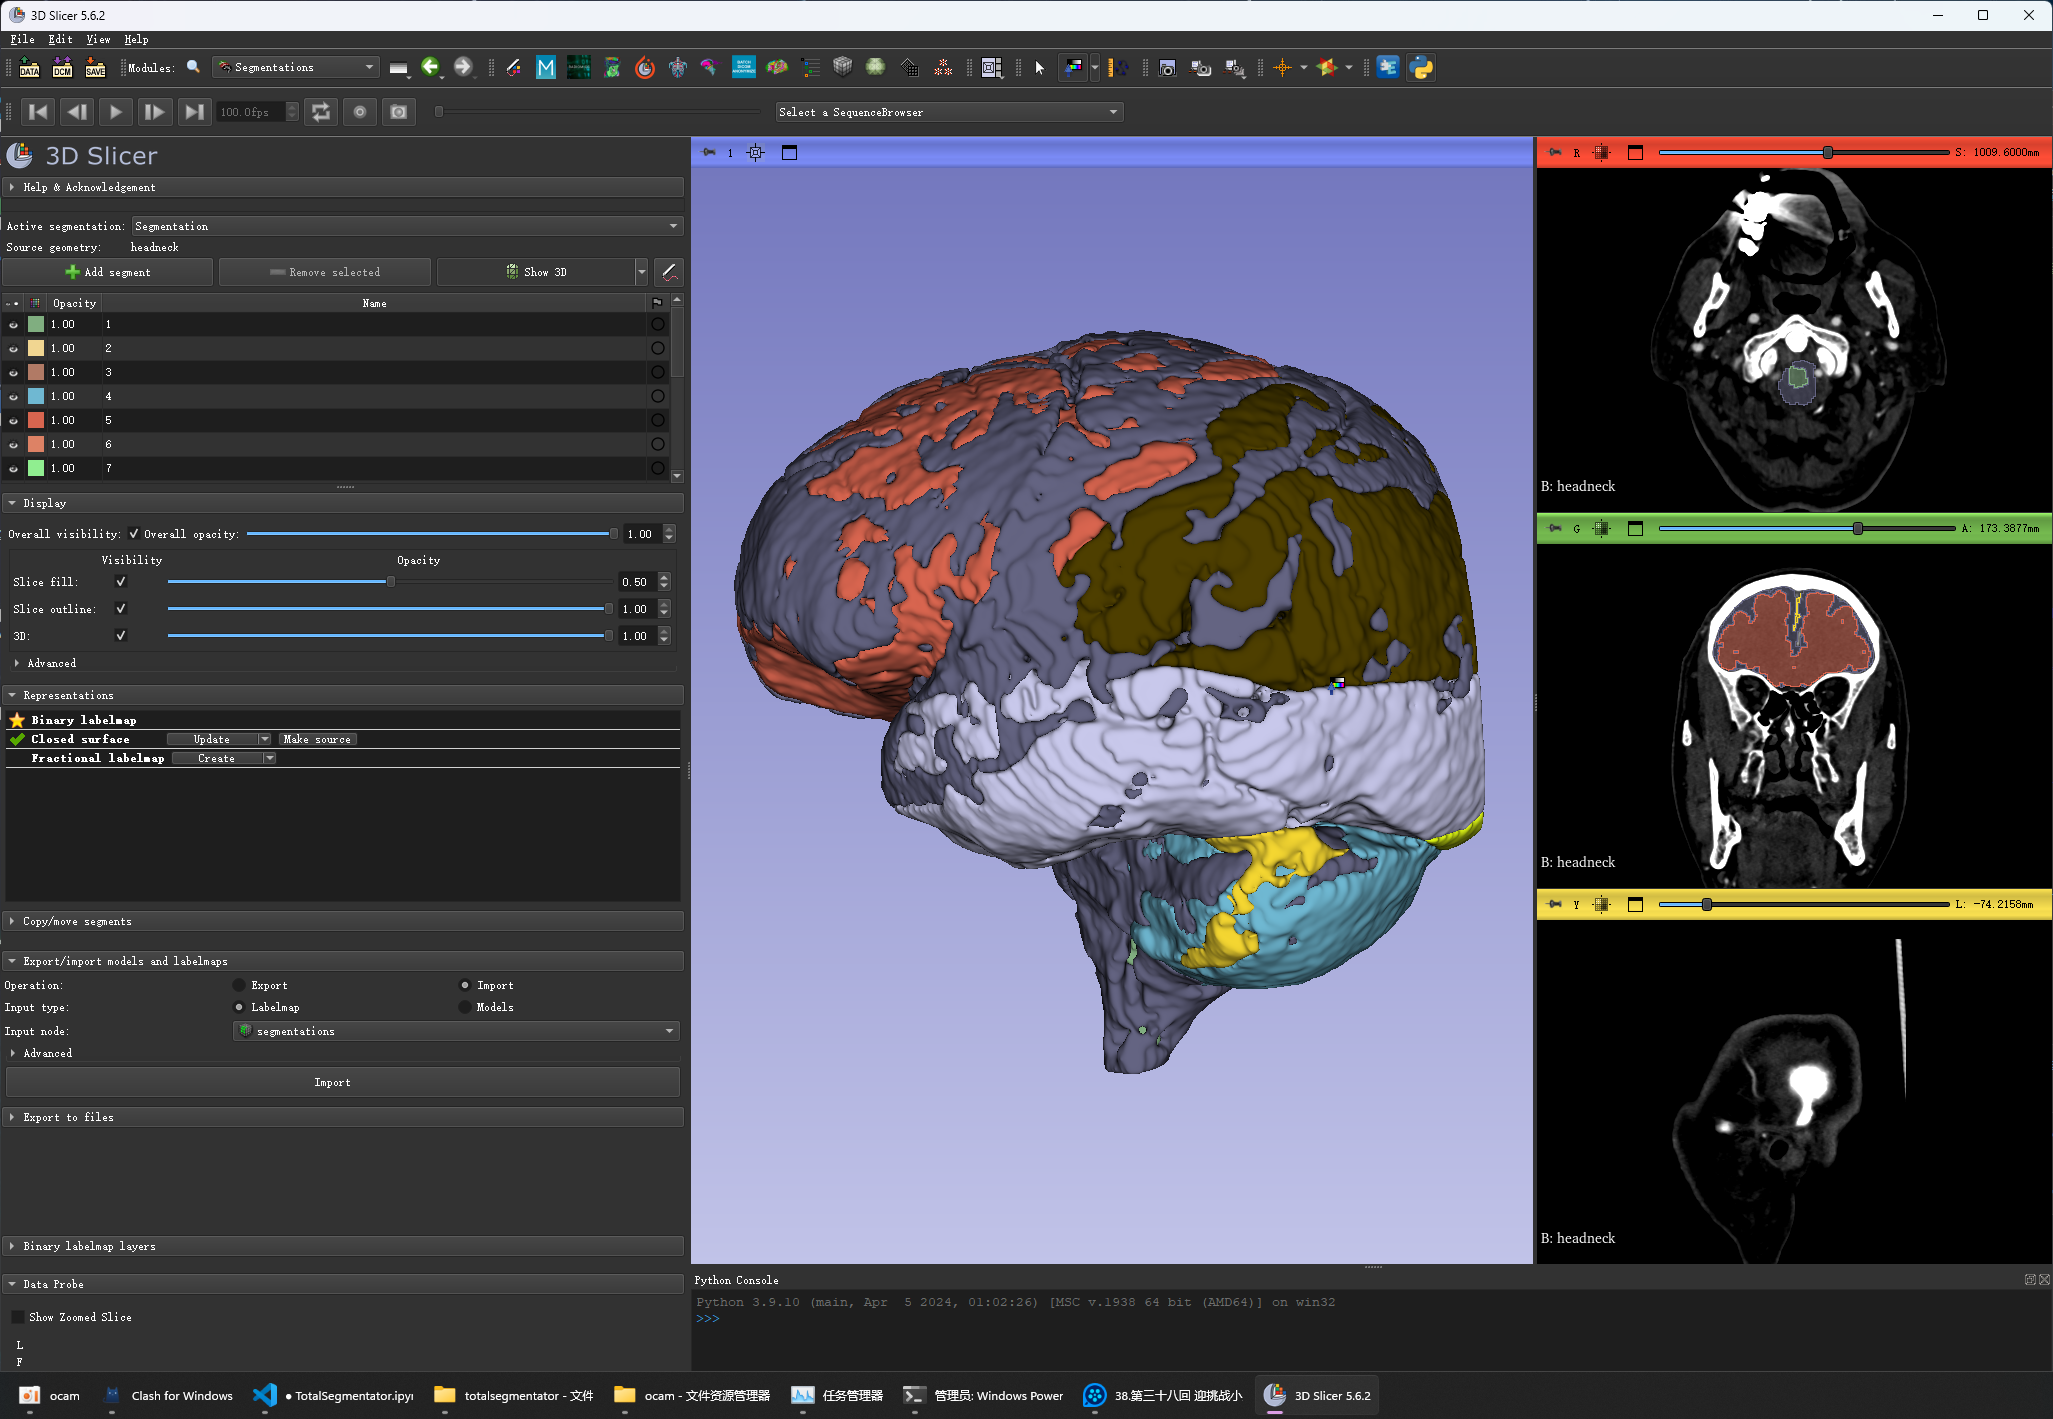 3D Slicer 5.6.2
File Edit View Help
DATA DCM SAVE Modules: Segmentations M
100.0fps Select a SequenceBrowser
3D Slicer
Help & Acknowledgement
Active segmentation: Segmentation
Source geometry: headneck
Add segment Remove selected Show 3D
Opacity Name
1.00 1
1.00 2
1.00 3
1.00 4
1.00 5
1.00 6
1.00 7
Display
Overall visibility: Overall opacity: 1.00
Visibility Opacity
Slice fill: 0.50
Slice outline: 1.00
3D: 1.00
Advanced
Representations
Binary labelmap
Closed surface Update Make source
Fractional labelmap Create
Copy/move segments
Export/import models and labelmaps
Operation: Export Import
Input type: Labelmap Models
Input node: segmentations
Advanced
Import
Export to files
Binary labelmap layers
Data Probe
Show Zoomed Slice
L
F
1
R S: 1009.6000mm
B: headneck
G A: 173.3877mm
B: headneck
Y L: -74.2158mm
B: headneck
Python Console
Python 3.9.10 (main, Apr  5 2024, 01:02:26) [MSC v.1938 64 bit (AMD64)] on win32
>>>
ocam Clash for Windows ● TotalSegmentator.ipyı totalsegmentator - 文件 ocam - 文件资源管理器 任务管理器 管理员: Windows Power 38.第三十八回 迎挑战小 3D Slicer 5.6.2